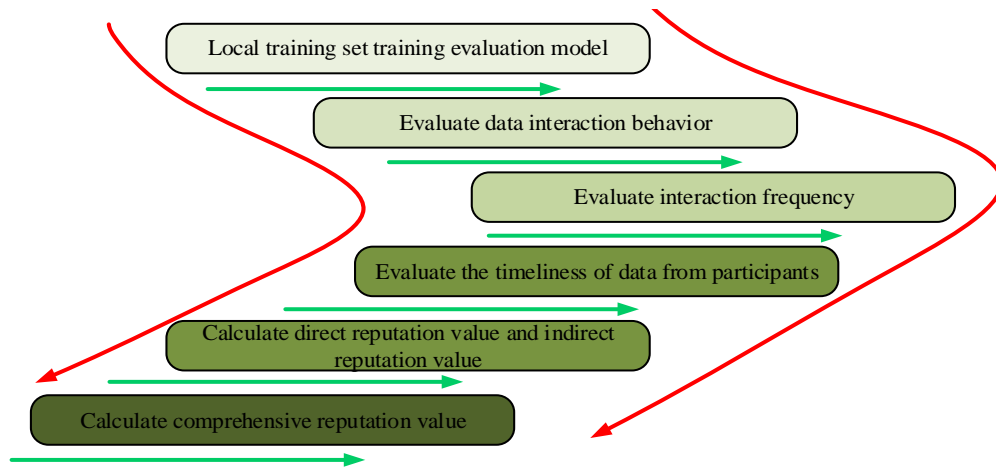 Local training set training evaluation model
Evaluate data interaction behavior
Evaluate interaction frequency
Evaluate the timeliness of data from participants
Calculate direct reputation value and indirect
reputation value
Calculate comprehensive reputation value